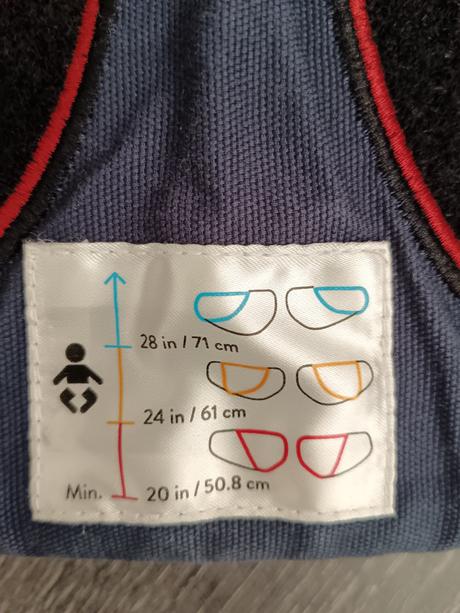 28 in / 71 cm
24 in / 61 cm
Min. 20 in / 50.8 cm